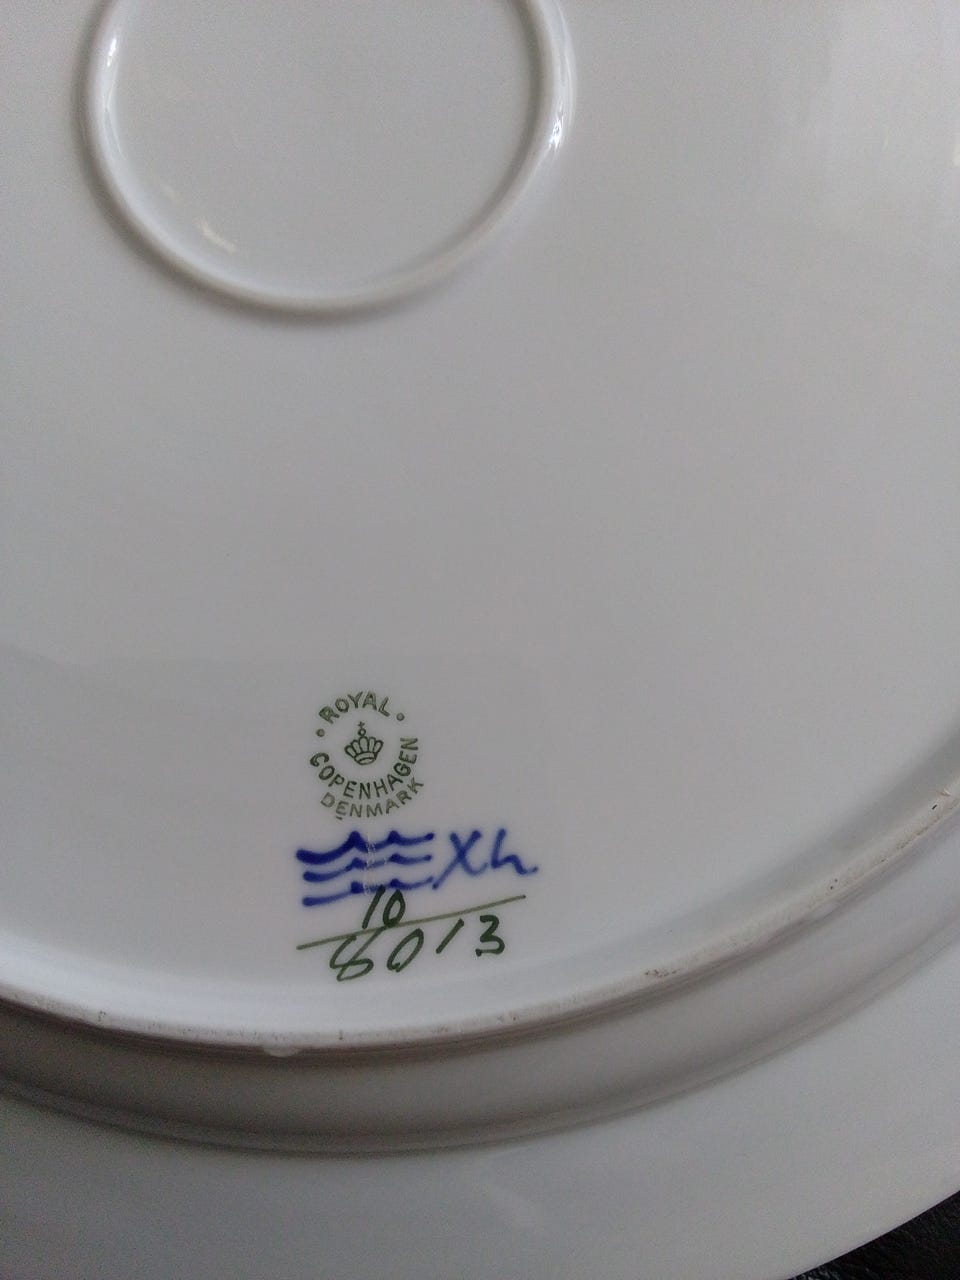 ROYAL
COPENHAGEN
DENMARK
Xh
10
8013